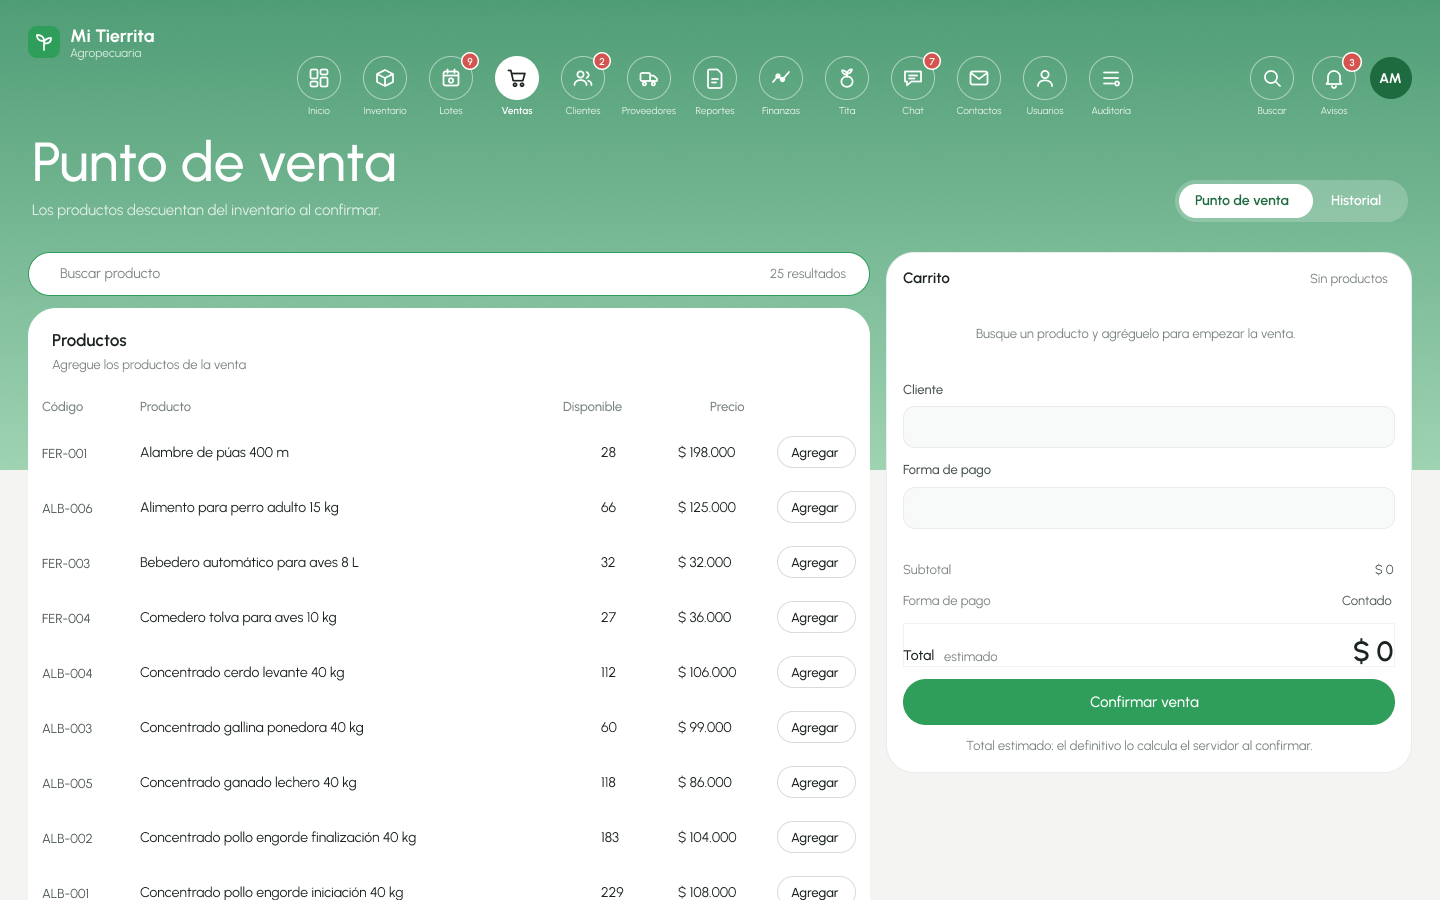 Mi Tierrita
Agropecuaria
9
2
7
3
AM
Inicio
Inventario
Lotes
Ventas
Clientes
Proveedores
Reportes
Finanzas
Tita
Chat
Contactos
Usuarios
Auditoría
Buscar
Avisos
Punto de venta
Los productos descuentan del inventario al confirmar.
Punto de venta
Historial
Buscar producto
25 resultados
Productos
Agregue los productos de la venta
Código Producto Disponible Precio
FER-001 Alambre de púas 400 m 28 $ 198.000 Agregar
ALB-006 Alimento para perro adulto 15 kg 66 $ 125.000 Agregar
FER-003 Bebedero automático para aves 8 L 32 $ 32.000 Agregar
FER-004 Comedero tolva para aves 10 kg 27 $ 36.000 Agregar
ALB-004 Concentrado cerdo levante 40 kg 112 $ 106.000 Agregar
ALB-003 Concentrado gallina ponedora 40 kg 60 $ 99.000 Agregar
ALB-005 Concentrado ganado lechero 40 kg 118 $ 86.000 Agregar
ALB-002 Concentrado pollo engorde finalización 40 kg 183 $ 104.000 Agregar
ALB-001 Concentrado pollo engorde iniciación 40 kg 229 $ 108.000 Agregar
Carrito
Sin productos
Busque un producto y agréguelo para empezar la venta.
Cliente
Forma de pago
Subtotal $ 0
Forma de pago Contado
Total estimado $ 0
Confirmar venta
Total estimado: el definitivo lo calcula el servidor al confirmar.